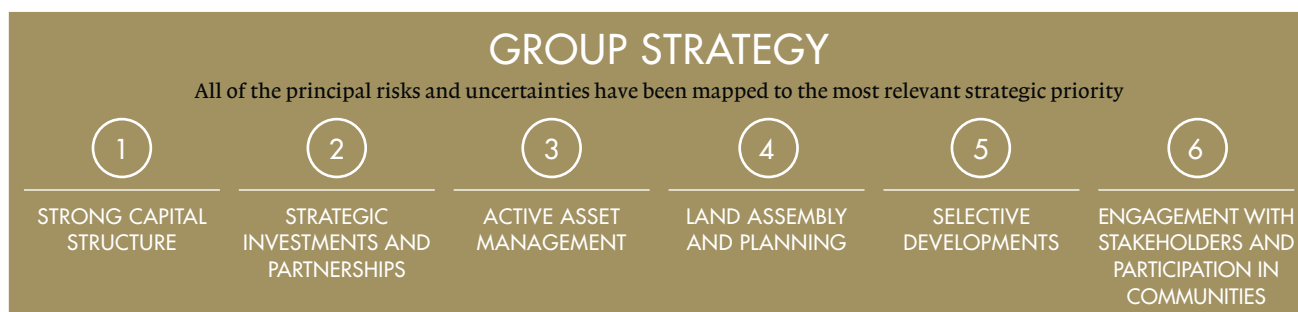 GROUP STRATEGY
All of the principal risks and uncertainties have been mapped to the most relevant strategic priority
1
STRONG CAPITAL
STRUCTURE
2
STRATEGIC
INVESTMENTS AND
PARTNERSHIPS
3
ACTIVE ASSET
MANAGEMENT
4
LAND ASSEMBLY
AND PLANNING
5
SELECTIVE
DEVELOPMENTS
6
ENGAGEMENT WITH
STAKEHOLDERS AND
PARTICIPATION IN
COMMUNITIES